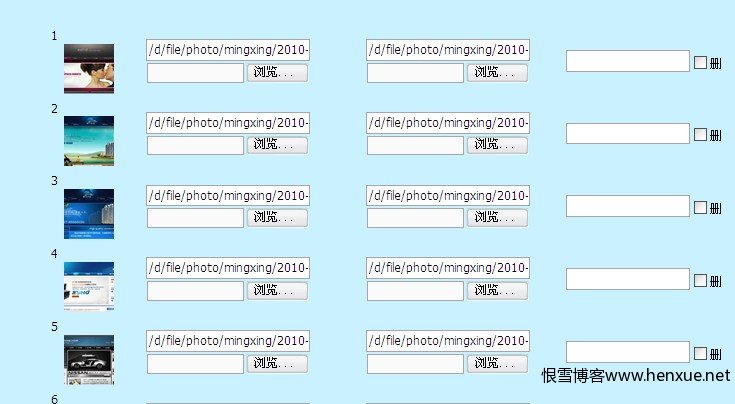 1
/d/file/photo/mingxing/2010- /d/file/photo/mingxing/2010-
浏览... 浏览... 删
2
/d/file/photo/mingxing/2010- /d/file/photo/mingxing/2010-
浏览... 浏览... 删
3
/d/file/photo/mingxing/2010- /d/file/photo/mingxing/2010-
浏览... 浏览... 删
4
/d/file/photo/mingxing/2010- /d/file/photo/mingxing/2010-
浏览... 浏览... 删
5
/d/file/photo/mingxing/2010- /d/file/photo/mingxing/2010-
浏览... 浏览... 删
恨雪博客www.henxue.net
6